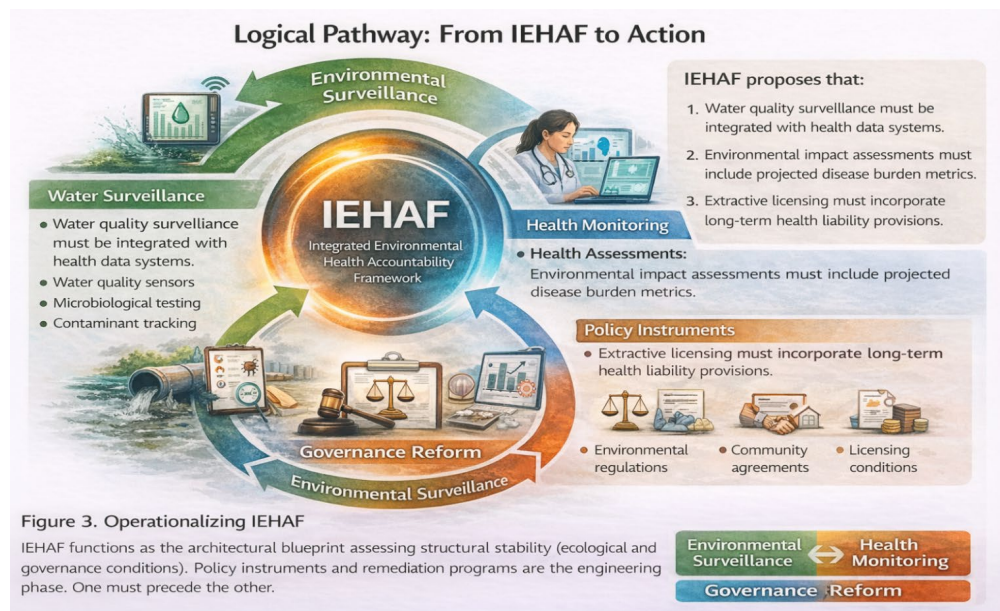 Logical Pathway: From IEHAF to Action
Environmental
Surveillance
IEHAF proposes that:
1. Water quality surveillance must be
integrated with health data systems.
2. Environmental impact assessments must
include projected disease burden metrics.
3. Extractive licensing must incorporate
long-term health liability provisions.
Water Surveillance
• Water quality survelliance
must be integrated with
health data systems.
• Water quality sensors
• Microbiological testing
• Contaminant tracking
IEHAF
Integrated Environmental
Health Accountability
Framework
Health Monitoring
• Health Assessments:
Environmental impact assessments must include projected
disease burden metrics.
Policy Instruments
• Extractive licensing must incorporate long-term
health liability provisions.
• Environmental
regulations
• Community
agreements
• Licensing
conditions
Governance Reform
Environmental Surveillance
Figure 3. Operationalizing IEHAF
IEHAF functions as the architectural blueprint assessing structural stability (ecological and
governance conditions). Policy instruments and remediation programs are the engineering
phase. One must precede the other.
Environmental
Surveillance
Health
Monitoring
Governance Reform